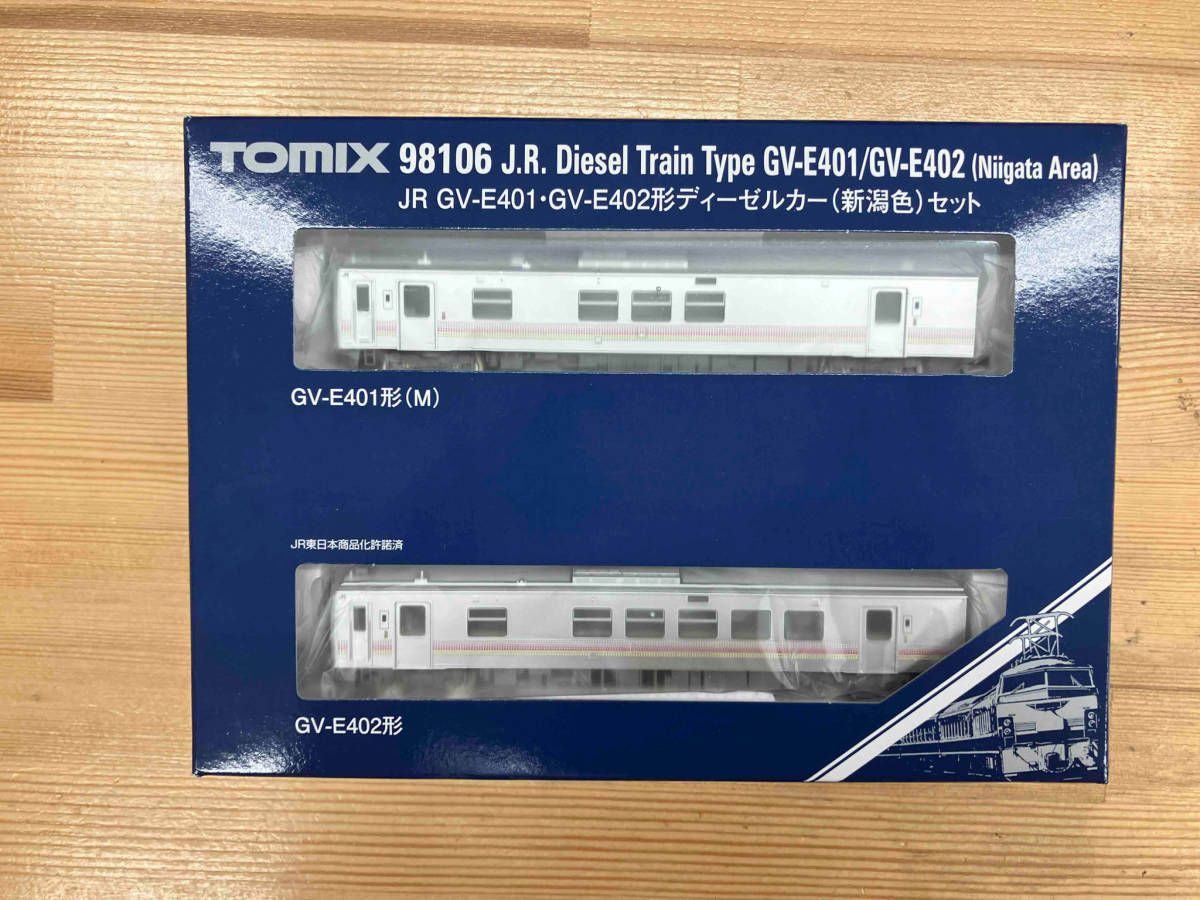 TOMIX 98106 J.R. Diesel Train Type GV-E401/GV-E402 (Niigata Area)
JR GV-E401・GV-E402形ディーゼルカー(新潟色)セット
GV-E401形(M)
JR東日本商品化許諾済
GV-E402形